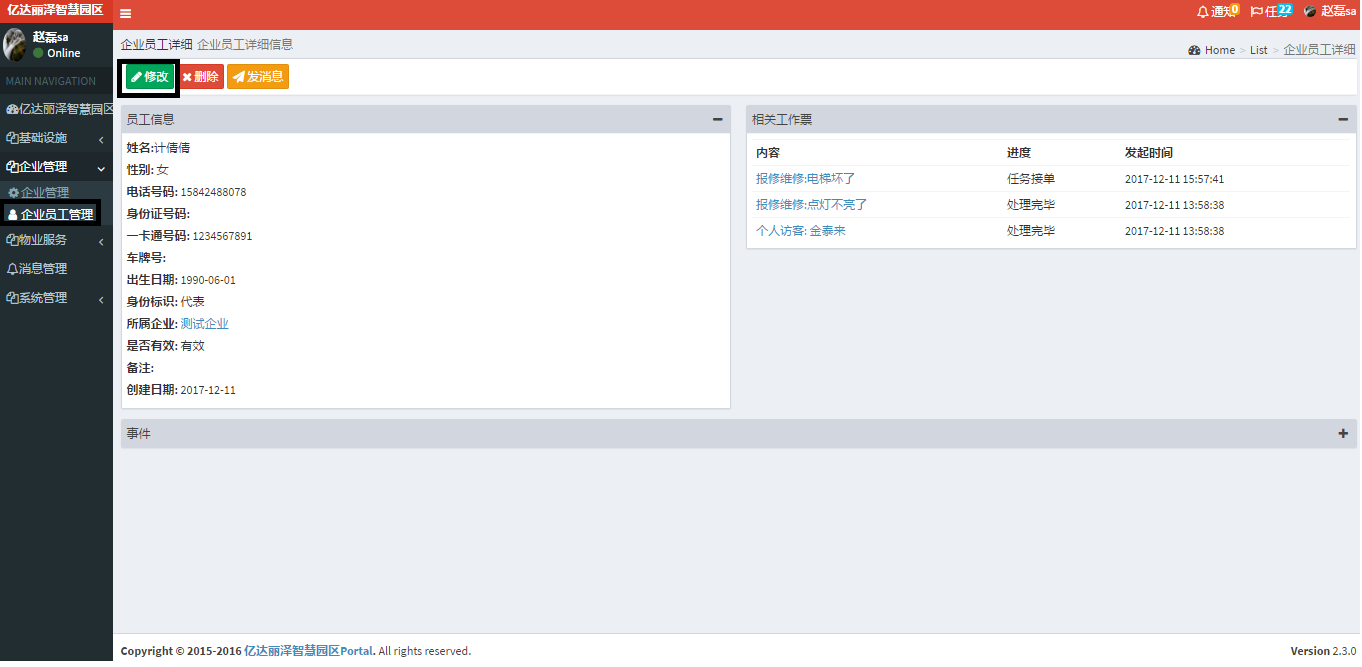 亿达丽泽智慧园区
通知0 任务22 赵磊sa
赵磊sa
Online
MAIN NAVIGATION
亿达丽泽智慧园区
基础设施
企业管理
企业管理
企业员工管理
物业服务
消息管理
系统管理
企业员工详细 企业员工详细信息
Home > List > 企业员工详细
修改 删除 发消息
员工信息
姓名:计倩倩
性别: 女
电话号码: 15842488078
身份证号码:
一卡通号码: 1234567891
车牌号:
出生日期: 1990-06-01
身份标识: 代表
所属企业: 测试企业
是否有效: 有效
备注:
创建日期: 2017-12-11
相关工作票
内容 进度 发起时间
报修维修:电梯坏了 任务接单 2017-12-11 15:57:41
报修维修:点灯不亮了 处理完毕 2017-12-11 13:58:38
个人访客: 金泰来 处理完毕 2017-12-11 13:58:38
事件
Copyright © 2015-2016 亿达丽泽智慧园区Portal. All rights reserved.
Version 2.3.0